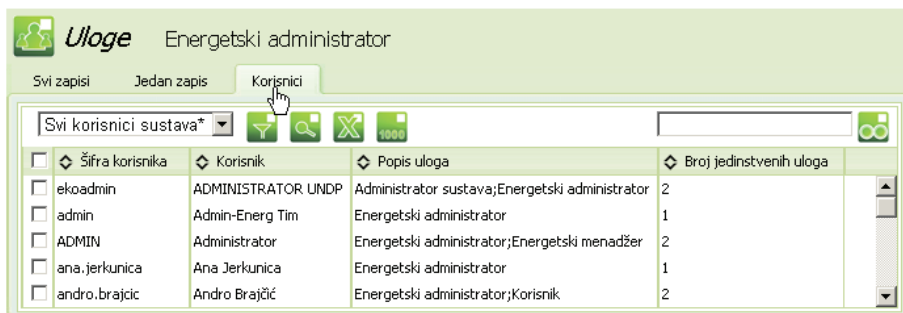 Uloge Energetski administrator
Svi zapisi Jedan zapis Korisnici
Svi korisnici sustava* 1000
Šifra korisnika Korisnik Popis uloga Broj jedinstvenih uloga
ekoadmin ADMINISTRATOR UNDP Administrator sustava;Energetski administrator 2
admin Admin-Energ Tim Energetski administrator 1
ADMIN Administrator Energetski administrator;Energetski menadžer 2
ana.jerkunica Ana Jerkunica Energetski administrator 1
andro.brajcic Andro Brajčić Energetski administrator;Korisnik 2